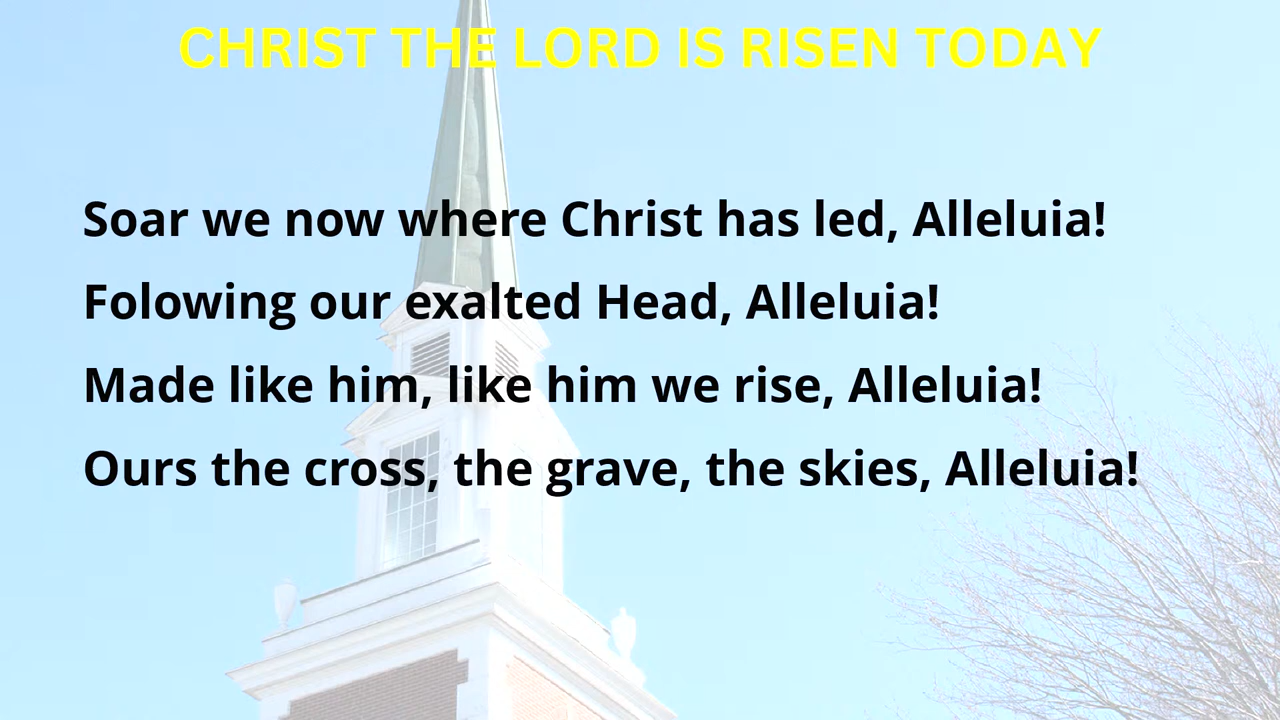 CHRIST THE LORD IS RISEN TODAY
Soar we now where Christ has led, Alleluia!
Folowing our exalted Head, Alleluia!
Made like him, like him we rise, Alleluia!
Ours the cross, the grave, the skies, Alleluia!